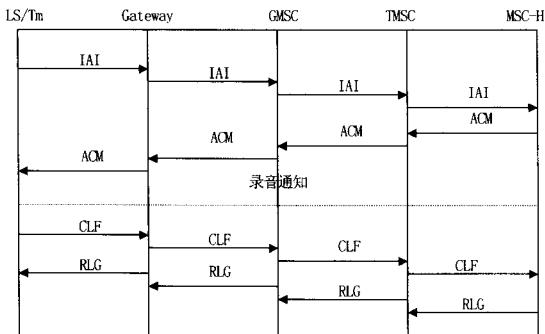 LS/Tm Gateway GMSC TMSC MSC-H
IAI
IAI
IAI
IAI
ACM
ACM
ACM
ACM
录音通知
CLF
CLF
CLF
CLF
RLG
RLG
RLG
RLG